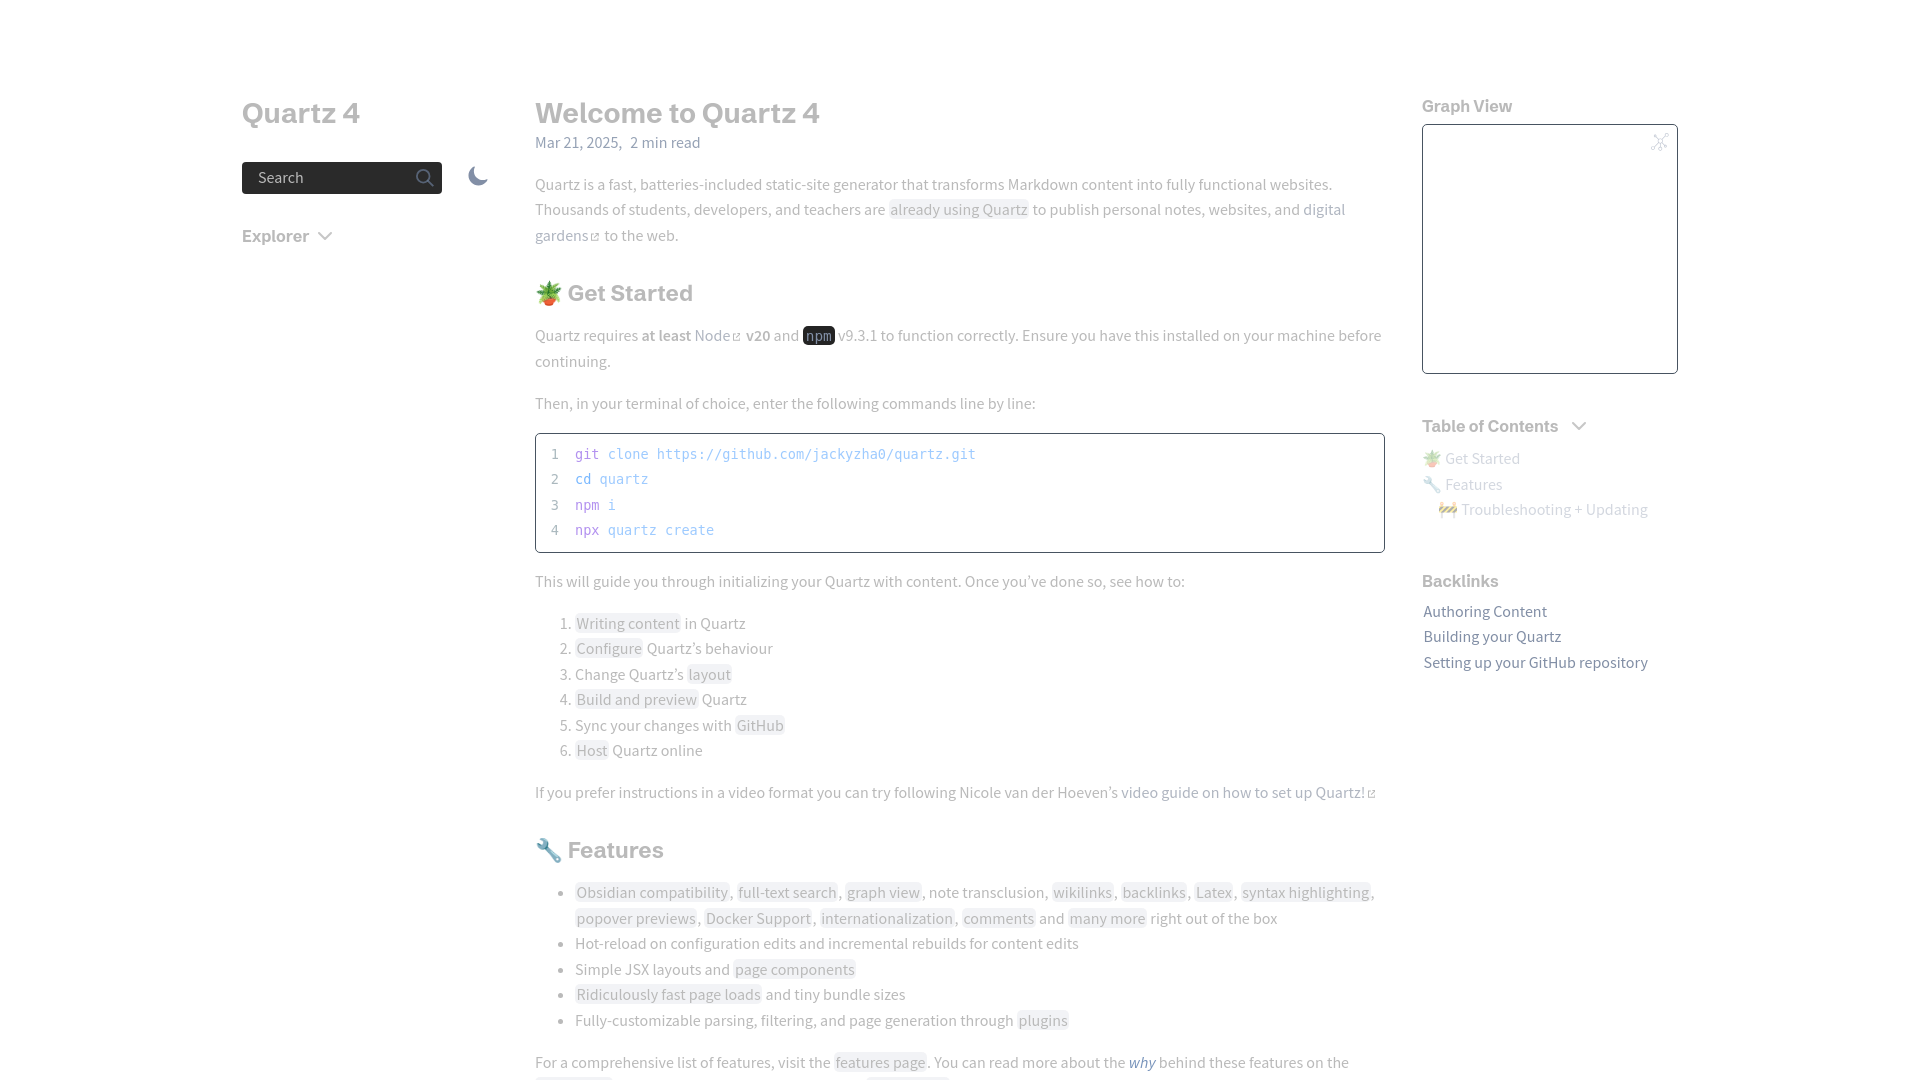 Quartz 4
Search
Explorer
Welcome to Quartz 4
Mar 21, 2025, 2 min read
Quartz is a fast, batteries-included static-site generator that transforms Markdown content into fully functional websites.
Thousands of students, developers, and teachers are already using Quartz to publish personal notes, websites, and digital
gardens to the web.
🪴 Get Started
Quartz requires at least Node v20 and npm v9.3.1 to function correctly. Ensure you have this installed on your machine before
continuing.
Then, in your terminal of choice, enter the following commands line by line:
1 git clone https://github.com/jackyzha0/quartz.git
2 cd quartz
3 npm i
4 npx quartz create
This will guide you through initializing your Quartz with content. Once you’ve done so, see how to:
1. Writing content in Quartz
2. Configure Quartz’s behaviour
3. Change Quartz’s layout
4. Build and preview Quartz
5. Sync your changes with GitHub
6. Host Quartz online
If you prefer instructions in a video format you can try following Nicole van der Hoeven’s video guide on how to set up Quartz!
🔧 Features
• Obsidian compatibility, full-text search, graph view, note transclusion, wikilinks, backlinks, Latex, syntax highlighting,
popover previews, Docker Support, internationalization, comments and many more right out of the box
• Hot-reload on configuration edits and incremental rebuilds for content edits
• Simple JSX layouts and page components
• Ridiculously fast page loads and tiny bundle sizes
• Fully-customizable parsing, filtering, and page generation through plugins
For a comprehensive list of features, visit the features page. You can read more about the why behind these features on the
Graph View
Table of Contents
🪴 Get Started
🔧 Features
🚧 Troubleshooting + Updating
Backlinks
Authoring Content
Building your Quartz
Setting up your GitHub repository